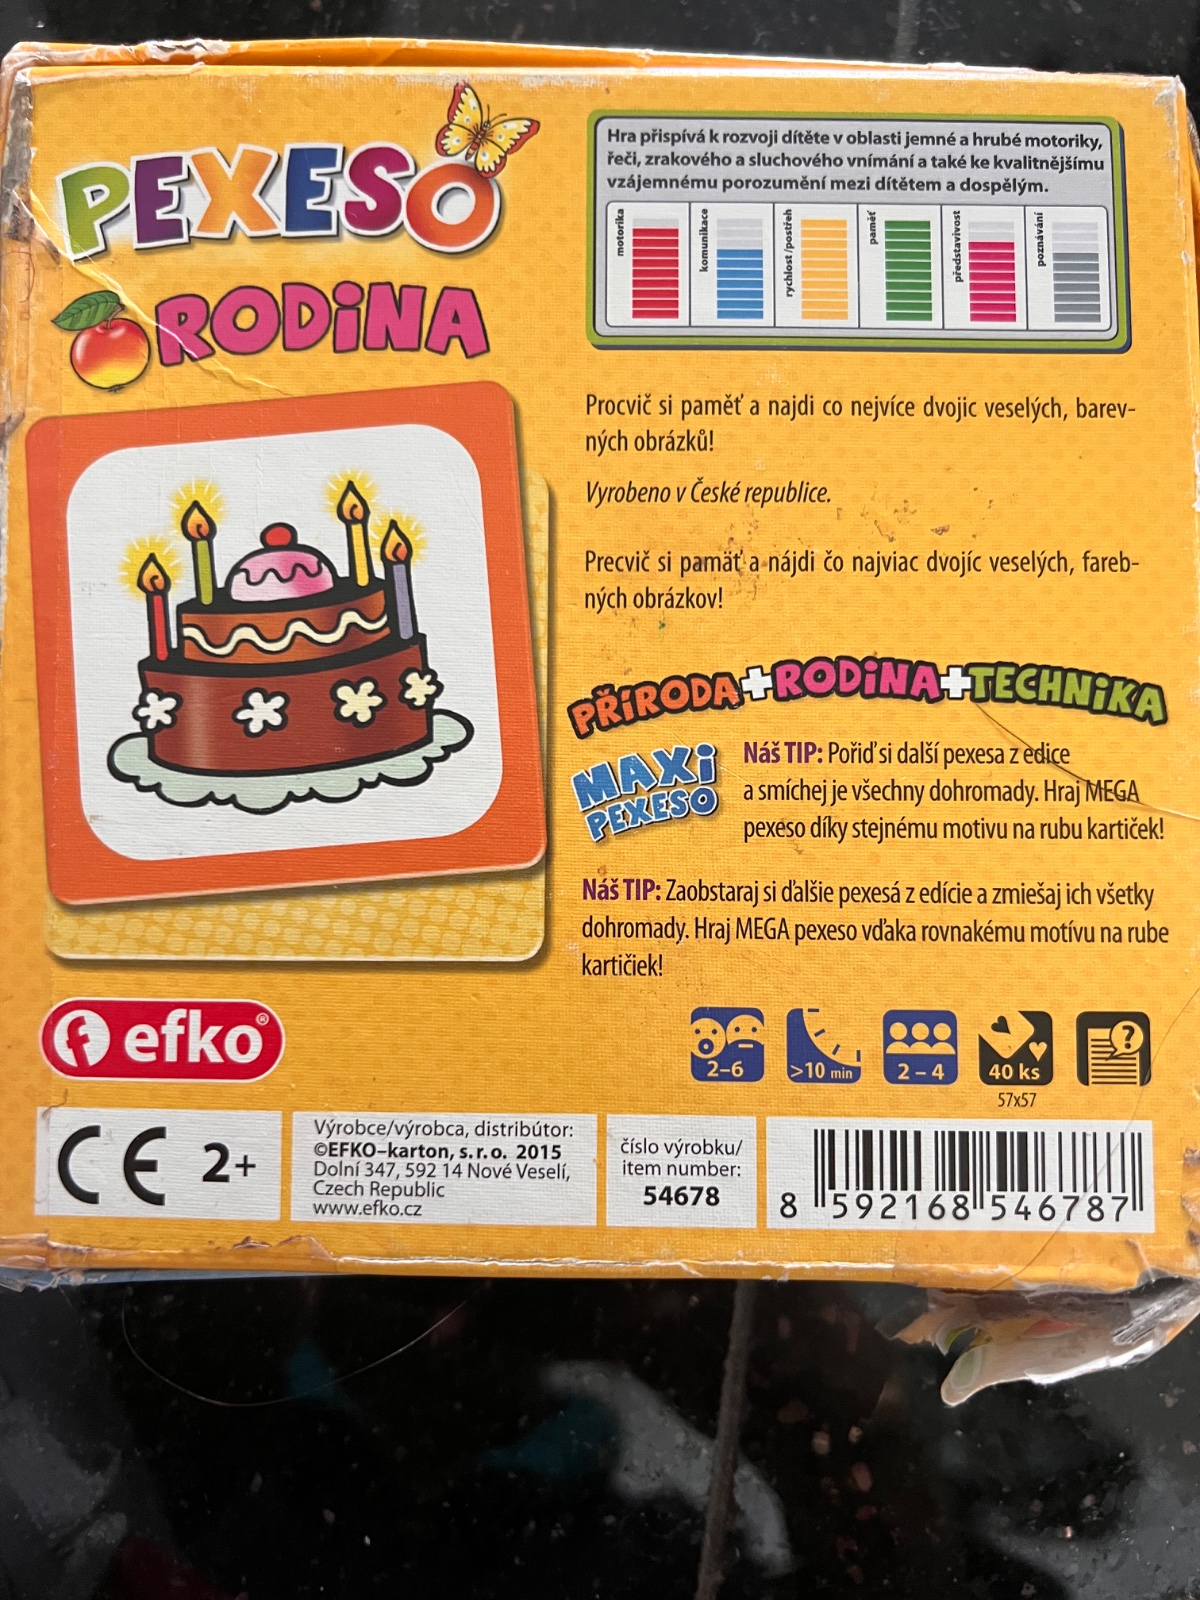 PEXESO
RODiNA
Hra přispívá k rozvoji dítěte v oblasti jemné a hrubé motoriky,
řeči, zrakového a sluchového vnímání a také ke kvalitnějšímu
vzájemnému porozumění mezi dítětem a dospělým.
motorika
komunikace
rychlost /postřeh
paměť
představivost
poznávání
Procvič si paměť a najdi co nejvíce dvojic veselých, barev-
ných obrázků!
Vyrobeno v České republice.
Precvič si pamäť a nájdi čo najviac dvojíc veselých, fareb-
ných obrázkov!
PŘÍRODA+RODiNA+TECHNiKA
MAXi
PEXESO
Náš TIP: Pořiď si další pexesa z edice
a smíchej je všechny dohromady. Hraj MEGA
pexeso díky stejnému motivu na rubu kartiček!
Náš TIP: Zaobstaraj si ďalšie pexesá z edície a zmiešaj ich všetky
dohromady. Hraj MEGA pexeso vďaka rovnakému motívu na rube
kartičiek!
efko®
2–6
>10 min
2 – 4
40 ks
57x57
?
CE 2+
Výrobce/výrobca, distribútor:
©EFKO–karton, s.r.o. 2015
Dolní 347, 592 14 Nové Veselí,
Czech Republic
www.efko.cz
číslo výrobku/
item number:
54678
8 592168 546787